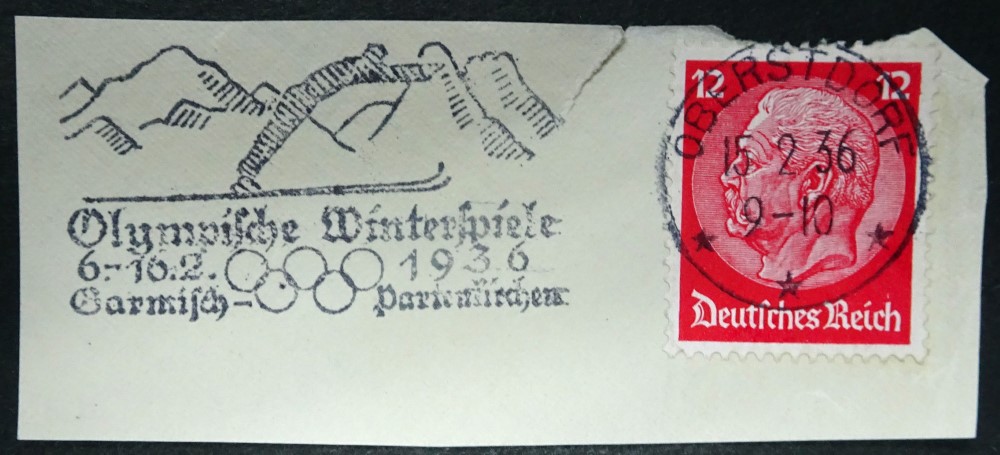 Olympische Winterspiele
6.-16.2. 1936
Garmisch-Partenkirchen
12 12
OBERSTDORF
15.2.36
9-10
Deutsches Reich